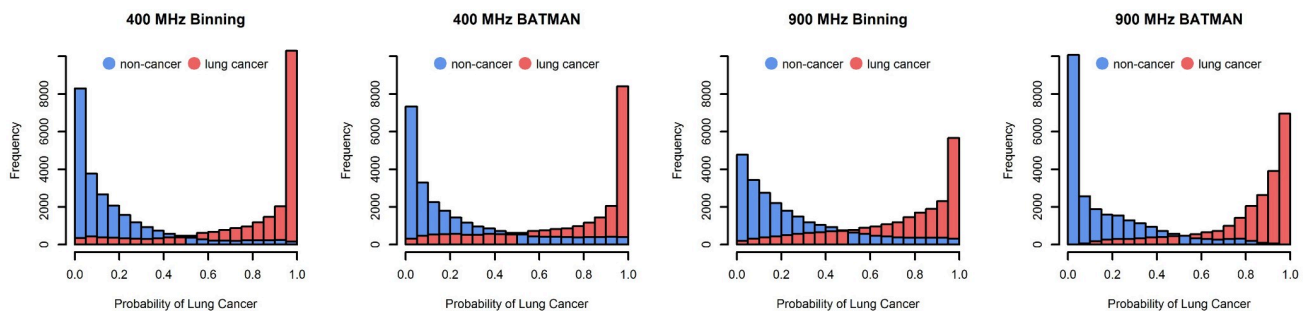 400 MHz Binning
non-cancer lung cancer
Frequency
0 2000 4000 6000 8000
0.0 0.2 0.4 0.6 0.8 1.0
Probability of Lung Cancer
400 MHz BATMAN
non-cancer lung cancer
Frequency
0 2000 4000 6000 8000
0.0 0.2 0.4 0.6 0.8 1.0
Probability of Lung Cancer
900 MHz Binning
non-cancer lung cancer
Frequency
0 2000 4000 6000 8000
0.0 0.2 0.4 0.6 0.8 1.0
Probability of Lung Cancer
900 MHz BATMAN
non-cancer lung cancer
Frequency
0 2000 4000 6000 8000
0.0 0.2 0.4 0.6 0.8 1.0
Probability of Lung Cancer